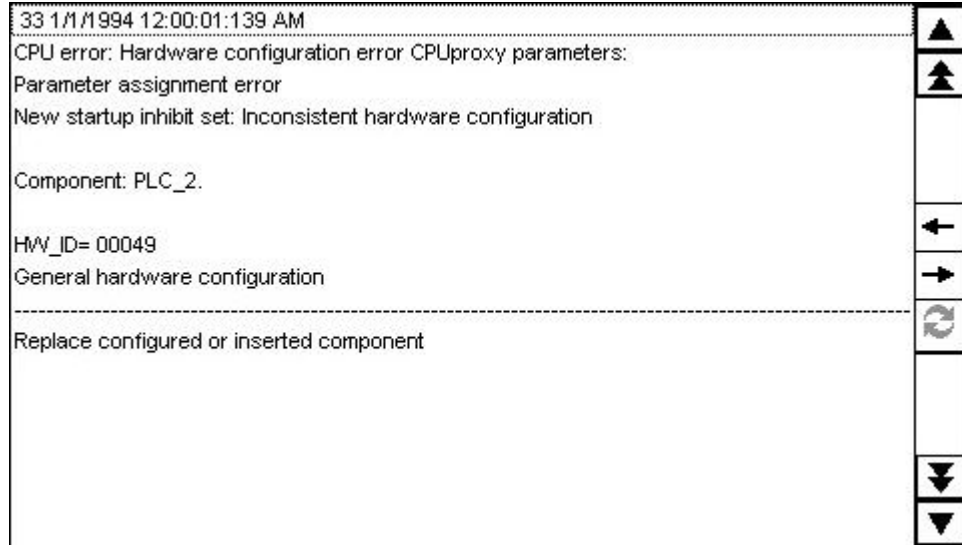 33 1/1/1994 12:00:01:139 AM
CPU error: Hardware configuration error CPUproxy parameters:
Parameter assignment error
New startup inhibit set: Inconsistent hardware configuration
Component: PLC_2.
HW_ID= 00049
General hardware configuration
--------------------------------------------------------------------------------
Replace configured or inserted component